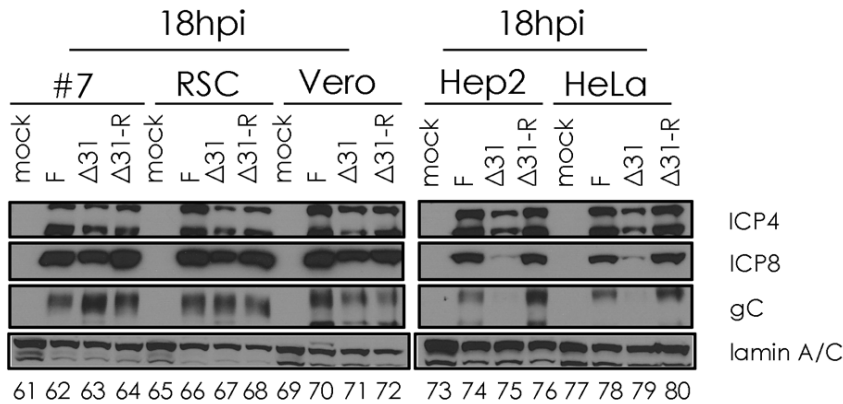 18hpi 18hpi
#7 RSC Vero Hep2 HeLa
mock F Δ31 Δ31-R mock F Δ31 Δ31-R mock F Δ31 Δ31-R mock F Δ31 Δ31-R mock F Δ31 Δ31-R
ICP4
ICP8
gC
lamin A/C
61 62 63 64 65 66 67 68 69 70 71 72 73 74 75 76 77 78 79 80